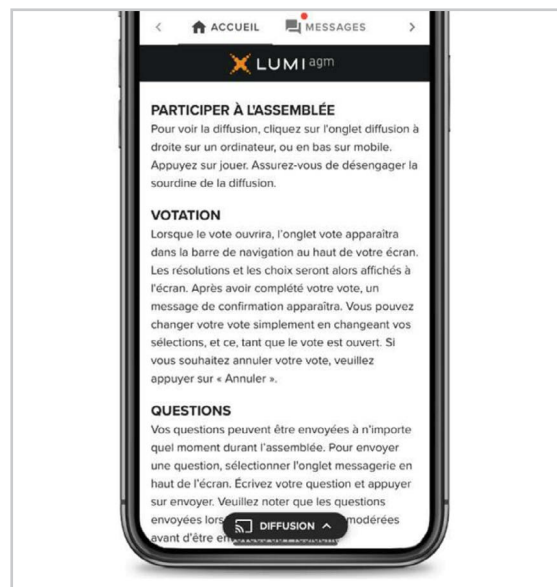 ACCUEIL MESSAGES
LUMI agm
PARTICIPER À L'ASSEMBLÉE
Pour voir la diffusion, cliquez sur l'onglet diffusion à
droite sur un ordinateur, ou en bas sur mobile.
Appuyez sur jouer. Assurez-vous de désengager la
sourdine de la diffusion.
VOTATION
Lorsque le vote ouvrira, l'onglet vote apparaîtra
dans la barre de navigation au haut de votre écran.
Les résolutions et les choix seront alors affichés à
l'écran. Après avoir complété votre vote, un
message de confirmation apparaîtra. Vous pouvez
changer votre vote simplement en changeant vos
sélections, et ce, tant que le vote est ouvert. Si
vous souhaitez annuler votre vote, veuillez
appuyer sur « Annuler ».
QUESTIONS
Vos questions peuvent être envoyées à n'importe
quel moment durant l'assemblée. Pour envoyer
une question, sélectionner l'onglet messagerie en
haut de l'écran. Écrivez votre question et appuyer
sur envoyer. Veuillez noter que les questions
envoyées modérées
DIFFUSION
avant d'être